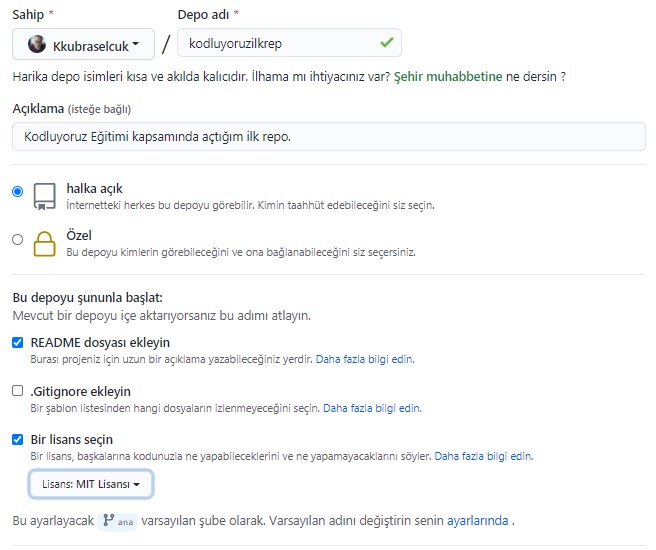 Sahip * Depo adı *
Kkubraselcuk / kodluyoruzilkrep
Harika depo isimleri kısa ve akılda kalıcıdır. İlhama mı ihtiyacınız var? Şehir muhabbetine ne dersin ?
Açıklama (isteğe bağlı)
Kodluyoruz Eğitimi kapsamında açtığım ilk repo.
halka açık
İnternetteki herkes bu depoyu görebilir. Kimin taahhüt edebileceğini siz seçin.
Özel
Bu depoyu kimlerin görebileceğini ve ona bağlanabileceğini siz seçersiniz.
Bu depoyu şununla başlat:
Mevcut bir depoyu içe aktarıyorsanız bu adımı atlayın.
README dosyası ekleyin
Burası projeniz için uzun bir açıklama yazabileceğiniz yerdir. Daha fazla bilgi edin.
.Gitignore ekleyin
Bir şablon listesinden hangi dosyaların izlenmeyeceğini seçin. Daha fazla bilgi edin.
Bir lisans seçin
Bir lisans, başkalarına kodunuzla ne yapabileceklerini ve ne yapamayacaklarını söyler. Daha fazla bilgi edin.
Lisans: MIT Lisansı
Bu ayarlayacak ana varsayılan şube olarak. Varsayılan adını değiştirin senin ayarlarında .